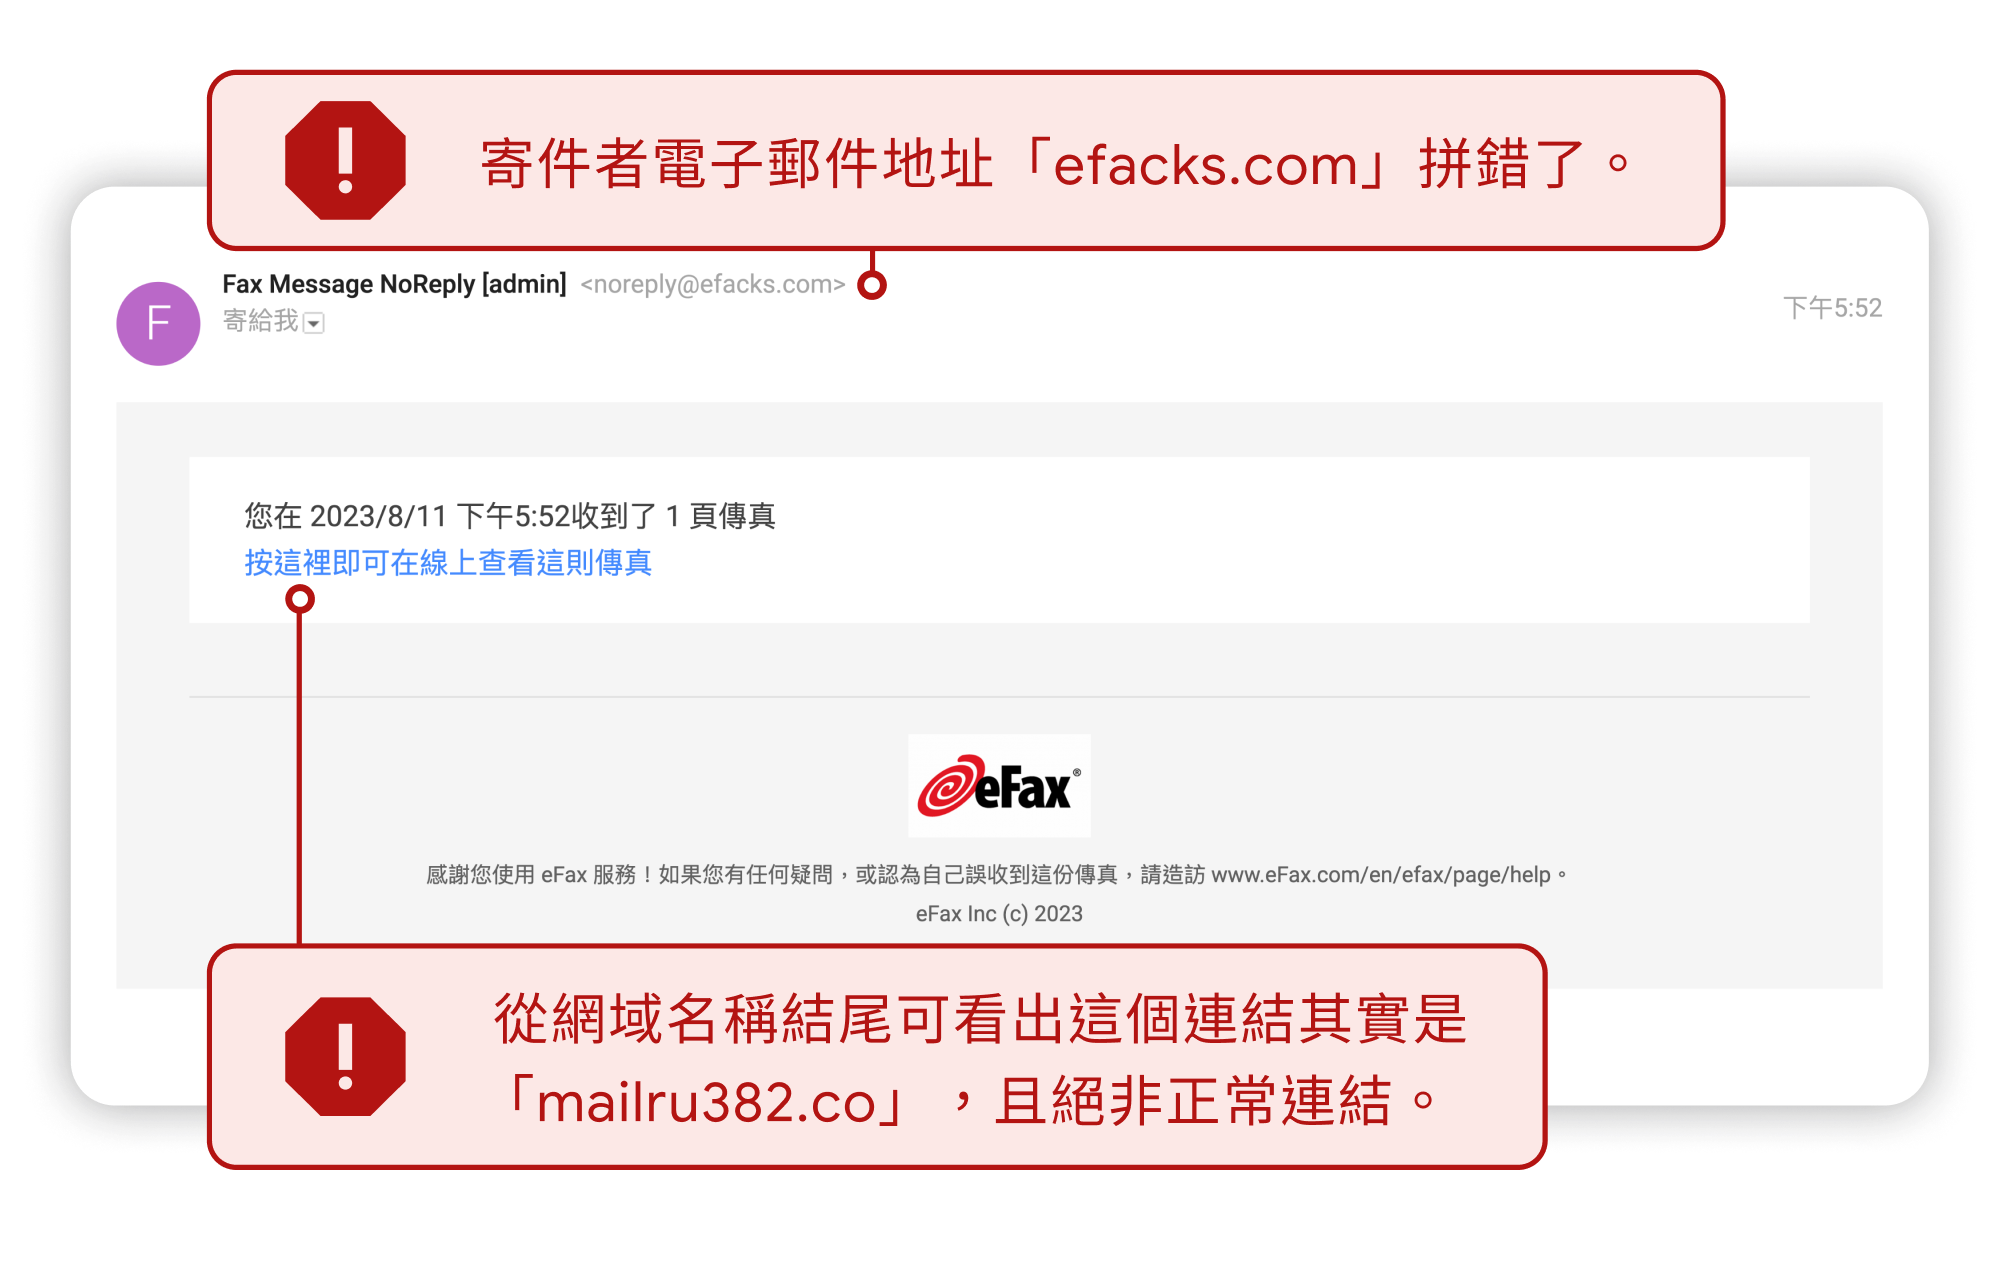 寄件者電子郵件地址「efacks.com」拼錯了。
Fax Message NoReply [admin] <noreply@efacks.com>
寄給我
下午5:52
F
您在 2023/8/11 下午5:52收到了 1 頁傳真
按這裡即可在線上查看這則傳真
eFax®
感謝您使用 eFax 服務！如果您有任何疑問，或認為自己誤收到這份傳真，請造訪 www.eFax.com/en/efax/page/help。
eFax Inc (c) 2023
從網域名稱結尾可看出這個連結其實是
「mailru382.co」，且絕非正常連結。